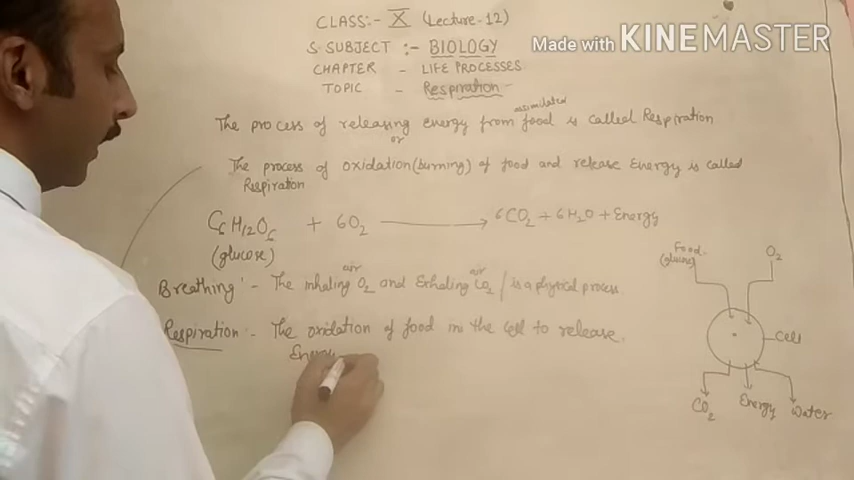 CLASS:- X (Lecture-12)
S. SUBJECT :- BIOLOGY
Made with KINEMASTER
CHAPTER - LIFE PROCESSES
TOPIC - Respiration
assimilated
The process of releasing energy from food is called Respiration
or
The process of oxidation (burning) of food and release Energy is called
Respiration
C6H12O6 + 6O2 → 6CO2 + 6H2O + Energy
(glucose)
air air
Breathing :- The inhaling O2 and Exhaling CO2 / is a physical process.
Respiration :- The oxidation of food in the cell to release.
Energy
Food O2
Cell
CO2 Energy Water